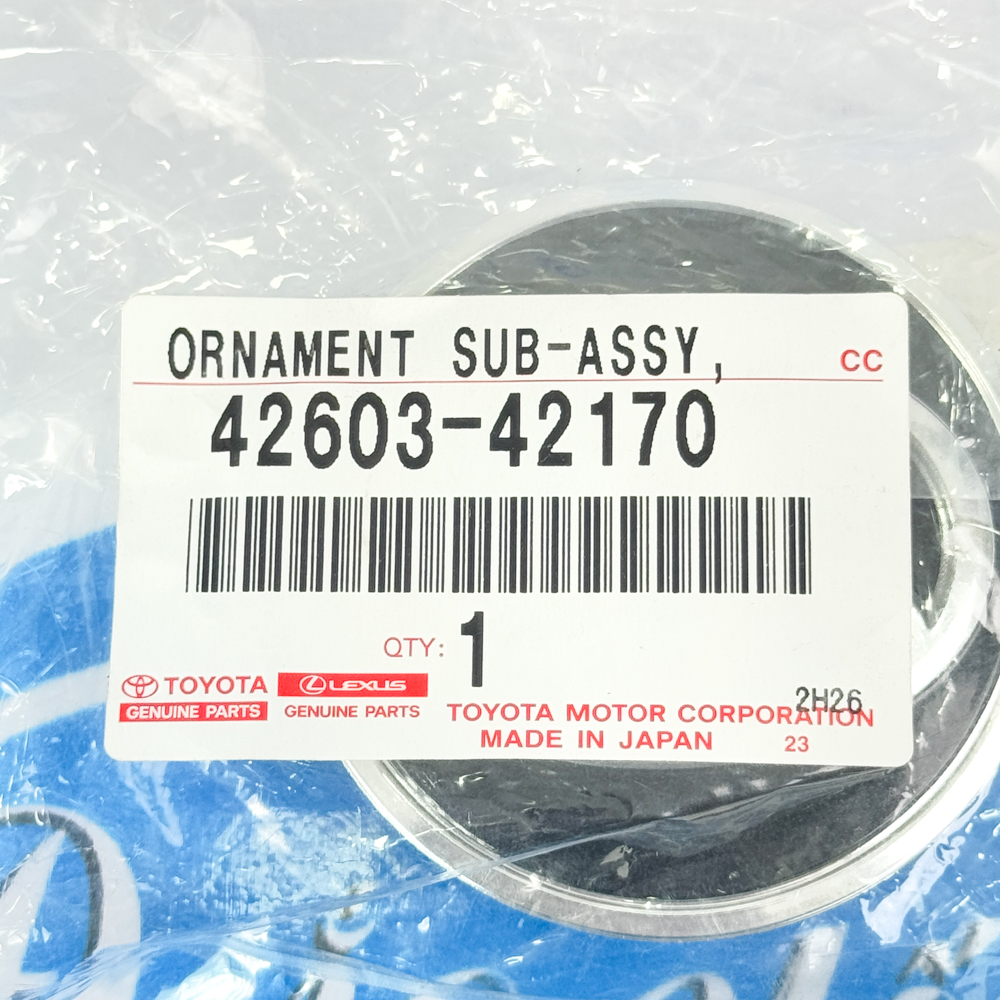 ORNAMENT SUB-ASSY,
CC
42603-42170
QTY: 1
TOYOTA
GENUINE PARTS
LEXUS
GENUINE PARTS
2H26
TOYOTA MOTOR CORPORATION
MADE IN JAPAN
23